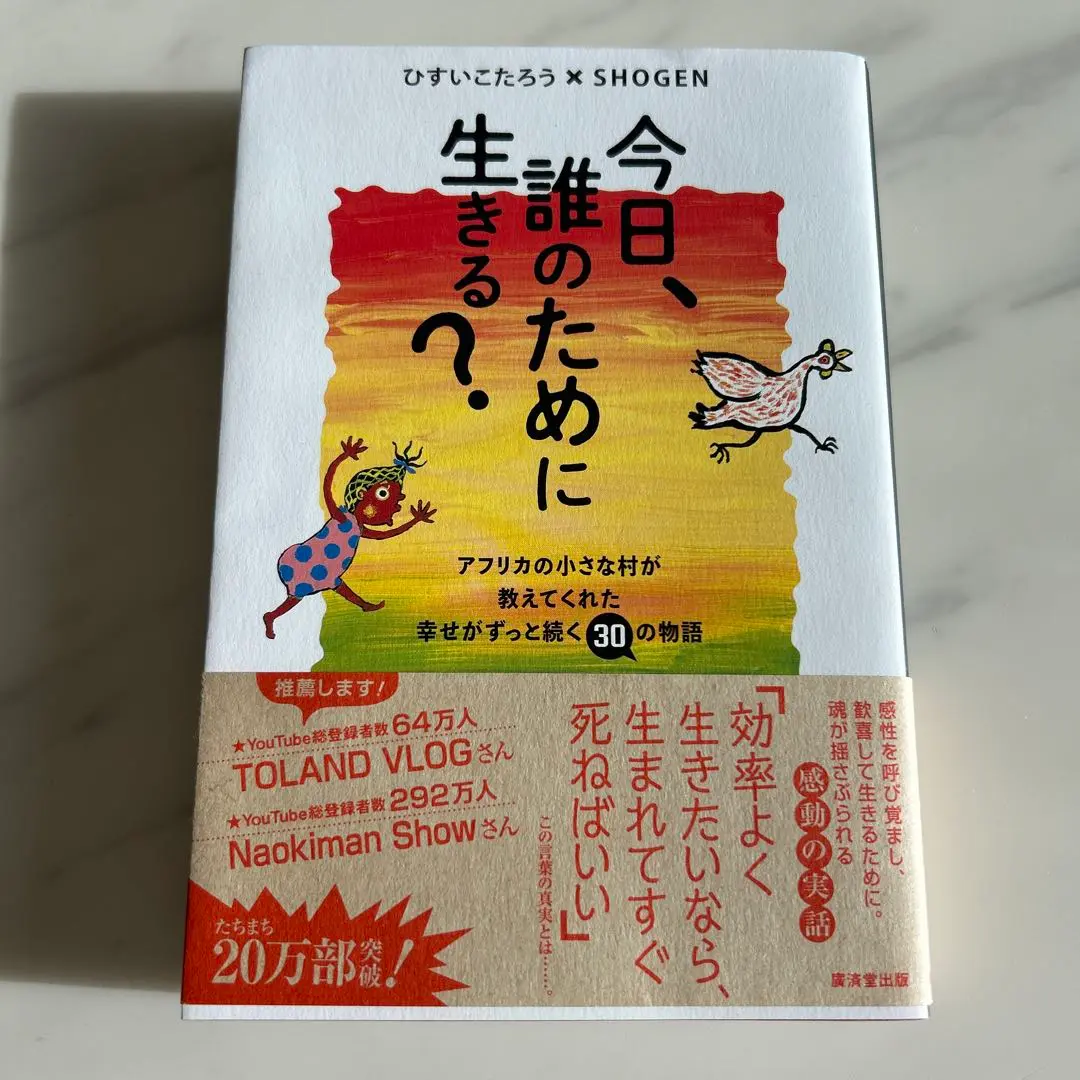 ひすいこたろう×SHOGEN
今日、
誰のために
生きる?
アフリカの小さな村が
教えてくれた
幸せがずっと続く30の物語
感性を呼び覚まし、
歓喜して生きるために。
魂が揺さぶられる
感動の実話
「効率よく
生きたいなら、
生まれてすぐ
死ねばいい」
この言葉の真実とは……。
推薦します!
★YouTube総登録者数64万人
TOLAND VLOGさん
★YouTube総登録者数292万人
Naokiman Showさん
たちまち
20万部突破!
廣済堂出版